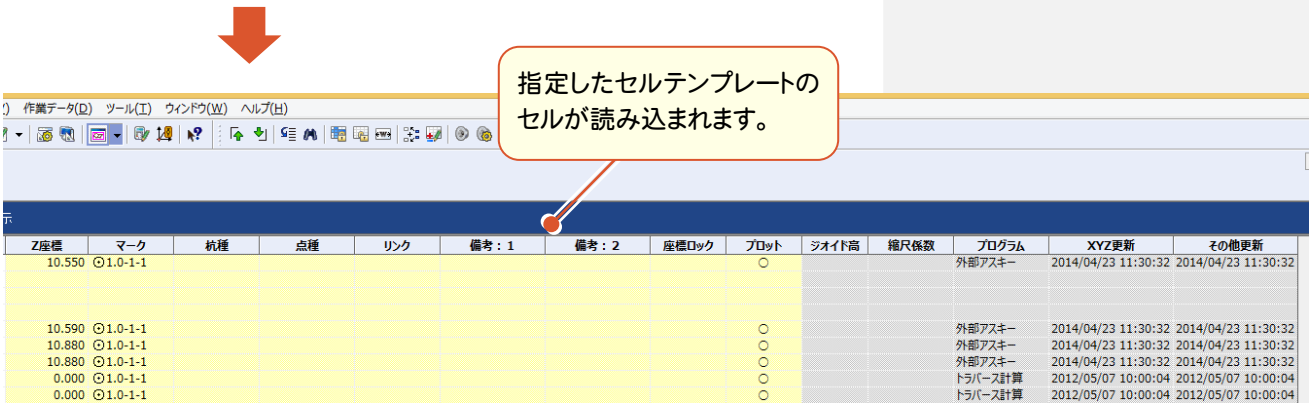 指定したセルテンプレートの
セルが読み込まれます。
作業データ(D) ツール(T) ウィンドウ(W) ヘルプ(H)
示
Z座標 マーク 杭種 点種 リンク 備考：1 備考：2 座標ロック プロット ジオイド高 縮尺係数 プログラム XYZ更新 その他更新
10.550 ⊙1.0-1-1 ○ 外部アスキー 2014/04/23 11:30:32 2014/04/23 11:30:32
10.590 ⊙1.0-1-1 ○ 外部アスキー 2014/04/23 11:30:32 2014/04/23 11:30:32
10.880 ⊙1.0-1-1 ○ 外部アスキー 2014/04/23 11:30:32 2014/04/23 11:30:32
10.880 ⊙1.0-1-1 ○ 外部アスキー 2014/04/23 11:30:32 2014/04/23 11:30:32
0.000 ⊙1.0-1-1 ○ トラバース計算 2012/05/07 10:00:04 2012/05/07 10:00:04
0.000 ⊙1.0-1-1 ○ トラバース計算 2012/05/07 10:00:04 2012/05/07 10:00:04